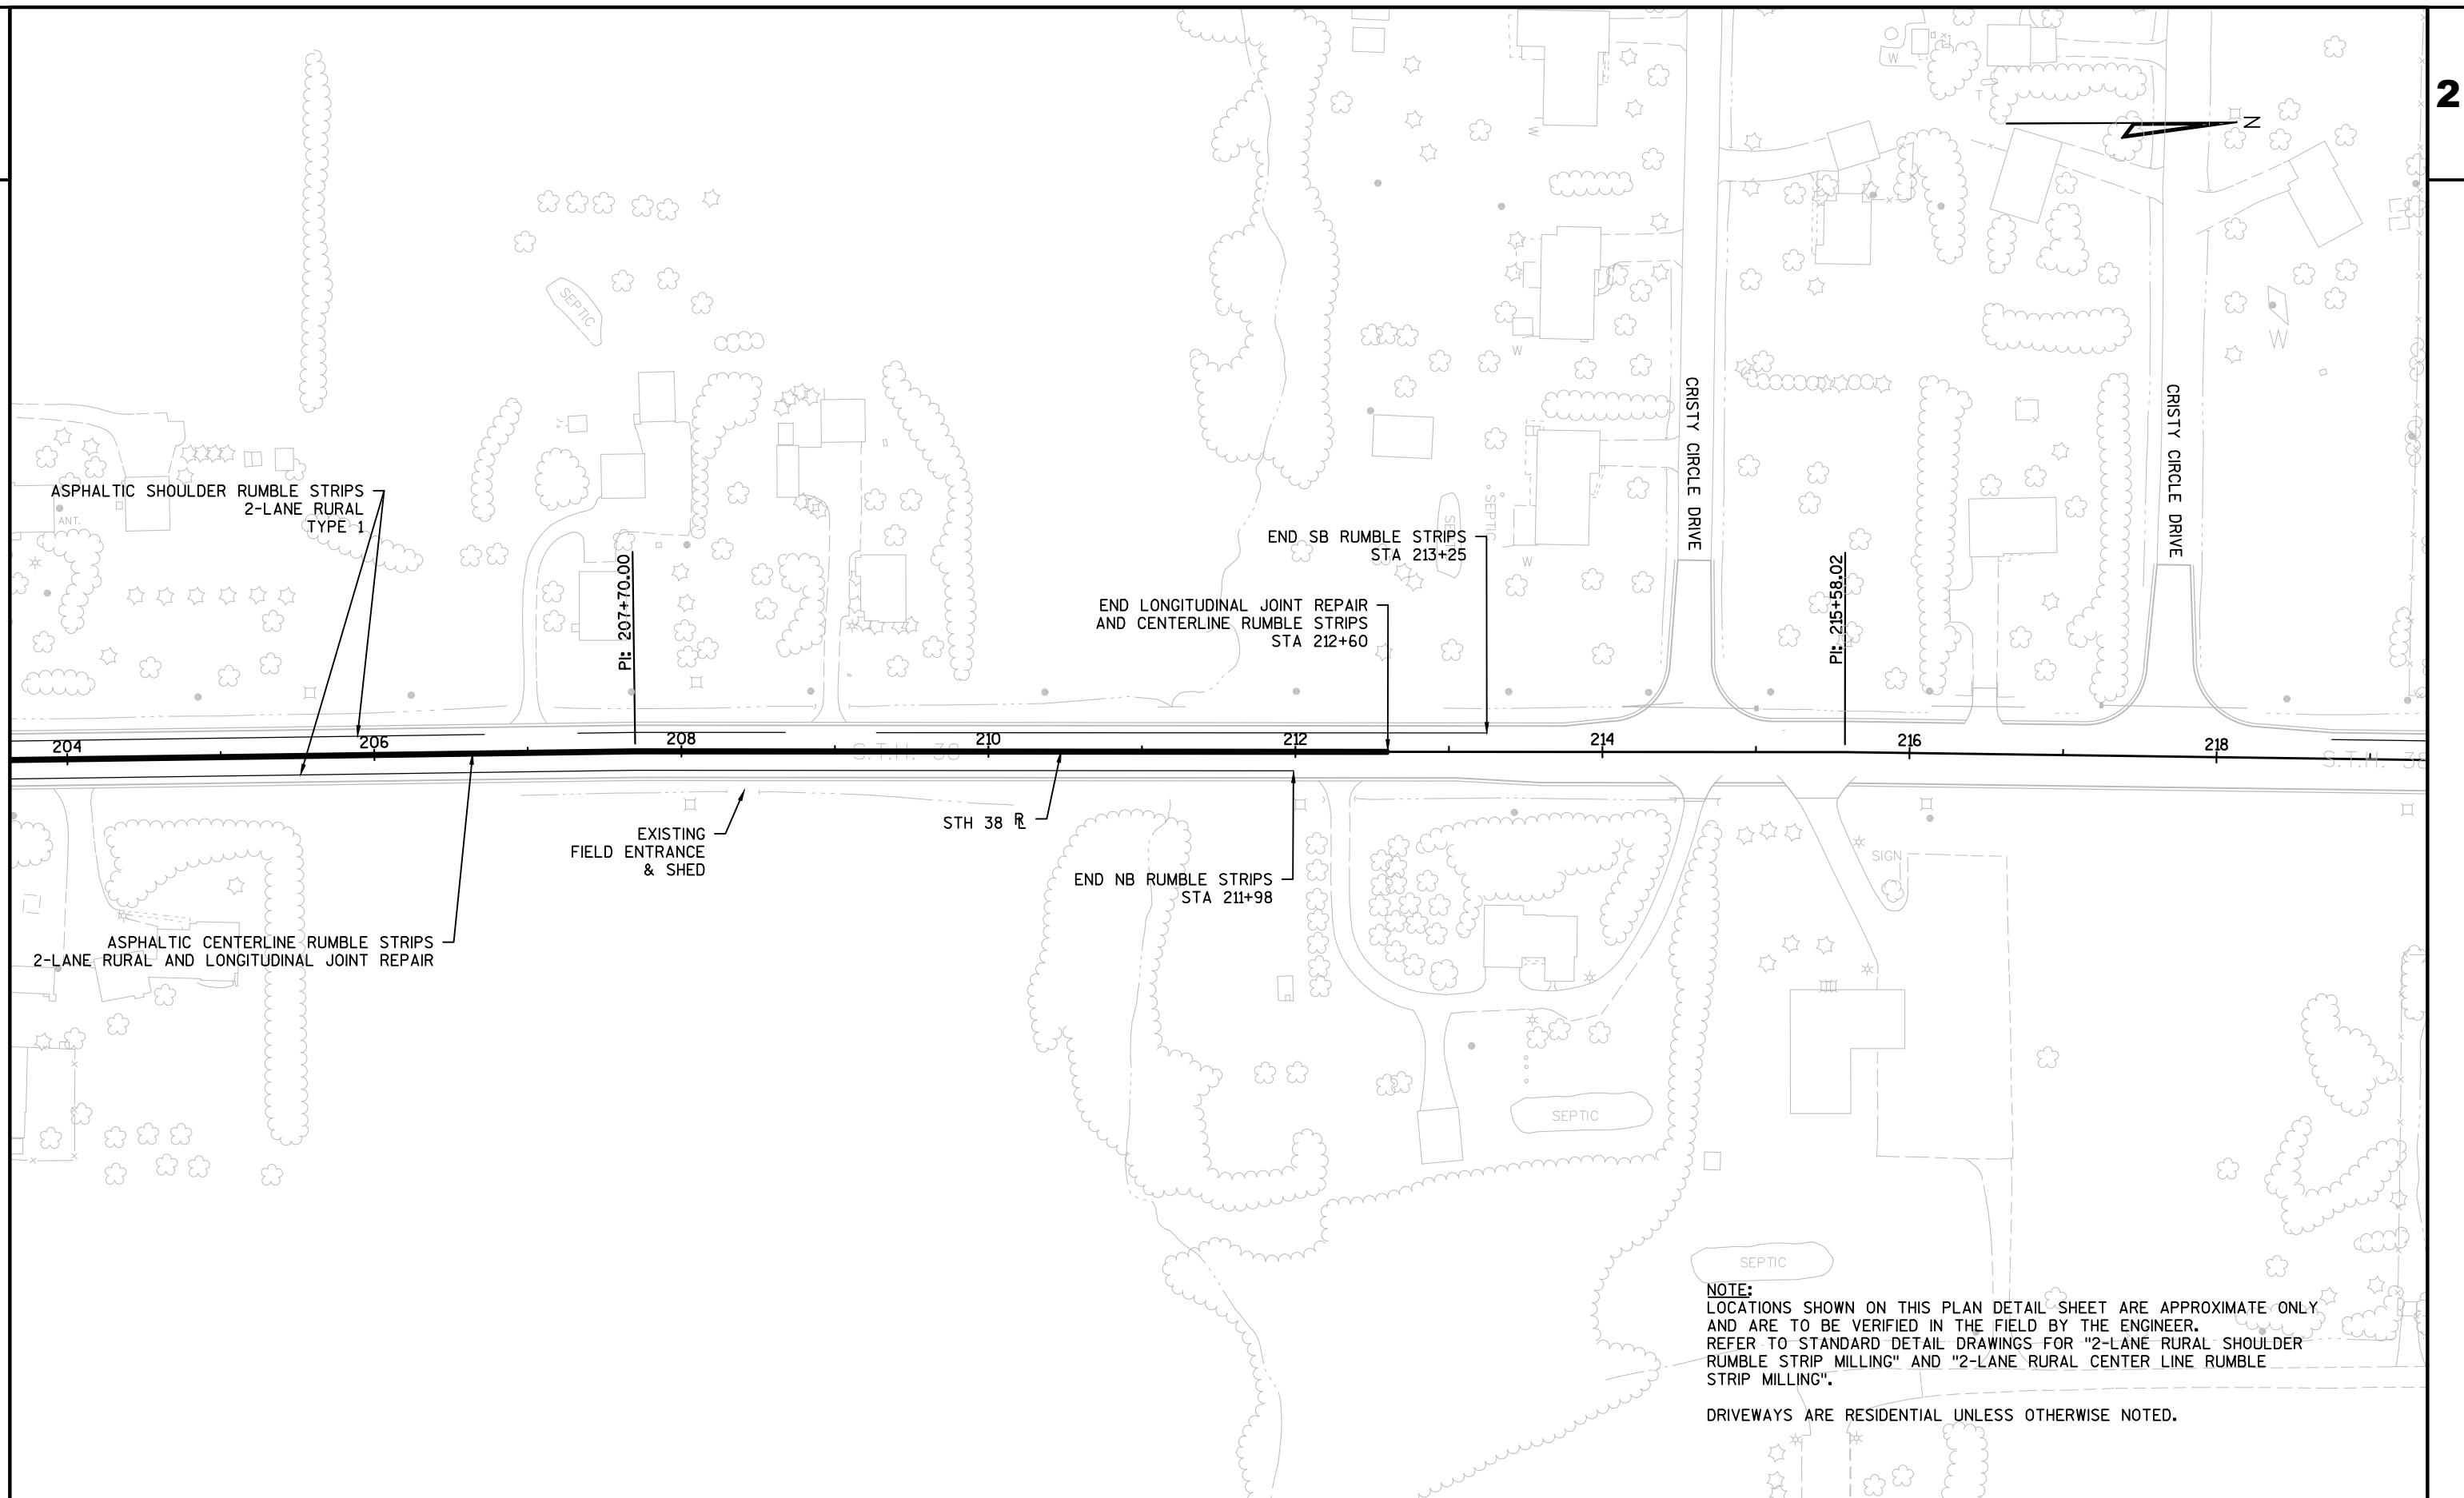 2
W
T
N
W
SEPTIC
W
W
CRISTY CIRCLE DRIVE
CRISTY CIRCLE DRIVE
ASPHALTIC SHOULDER RUMBLE STRIPS
2-LANE RURAL
TYPE 1
ANT.
SEPTIC
SEPTIC
W
END SB RUMBLE STRIPS
STA 213+25
PI: 207+70.00
PI: 215+58.02
END LONGITUDINAL JOINT REPAIR
AND CENTERLINE RUMBLE STRIPS
STA 212+60
204
206
208
210
212
214
216
218
S.T.H. 38
S.T.H. 38
EXISTING
FIELD ENTRANCE
& SHED
STH 38 RL
SIGN
END NB RUMBLE STRIPS
STA 211+98
ASPHALTIC CENTERLINE RUMBLE STRIPS
2-LANE RURAL AND LONGITUDINAL JOINT REPAIR
SEPTIC
SEPTIC
NOTE:
LOCATIONS SHOWN ON THIS PLAN DETAIL SHEET ARE APPROXIMATE ONLY
AND ARE TO BE VERIFIED IN THE FIELD BY THE ENGINEER.
REFER TO STANDARD DETAIL DRAWINGS FOR "2-LANE RURAL SHOULDER
RUMBLE STRIP MILLING" AND "2-LANE RURAL CENTER LINE RUMBLE
STRIP MILLING".
DRIVEWAYS ARE RESIDENTIAL UNLESS OTHERWISE NOTED.